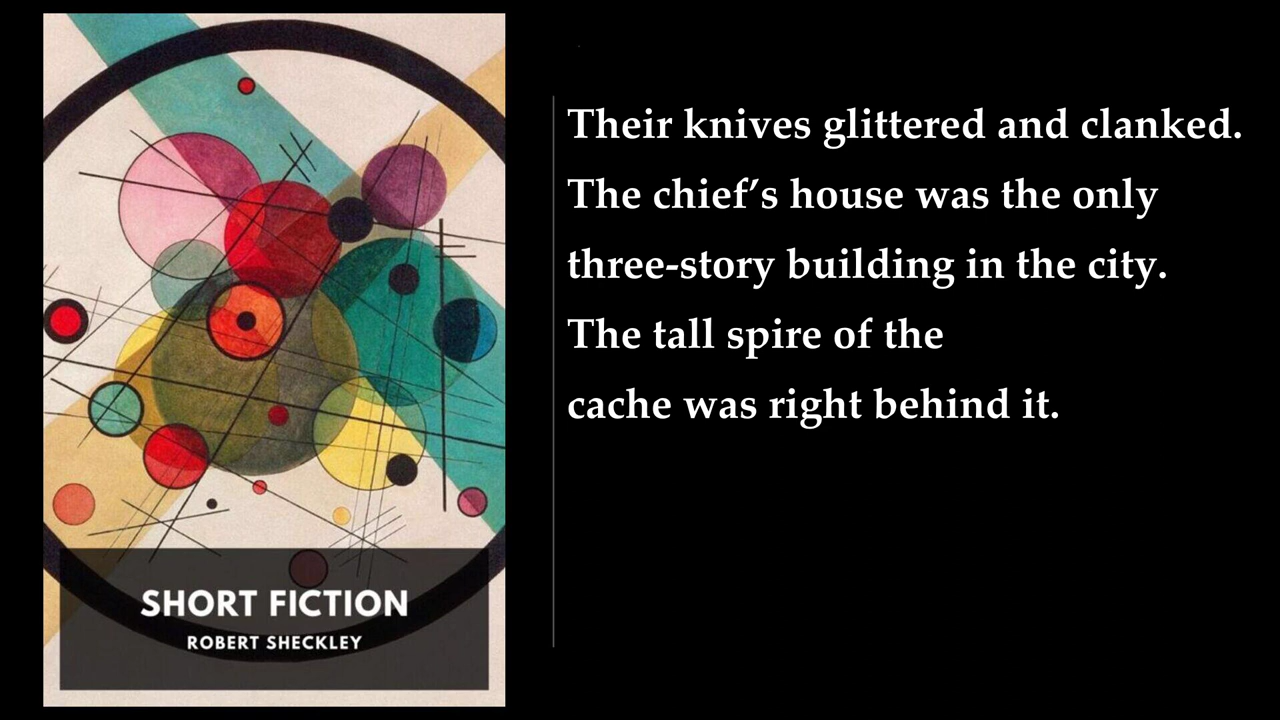 SHORT FICTION
ROBERT SHECKLEY
Their knives glittered and clanked.
The chief’s house was the only
three-story building in the city.
The tall spire of the
cache was right behind it.